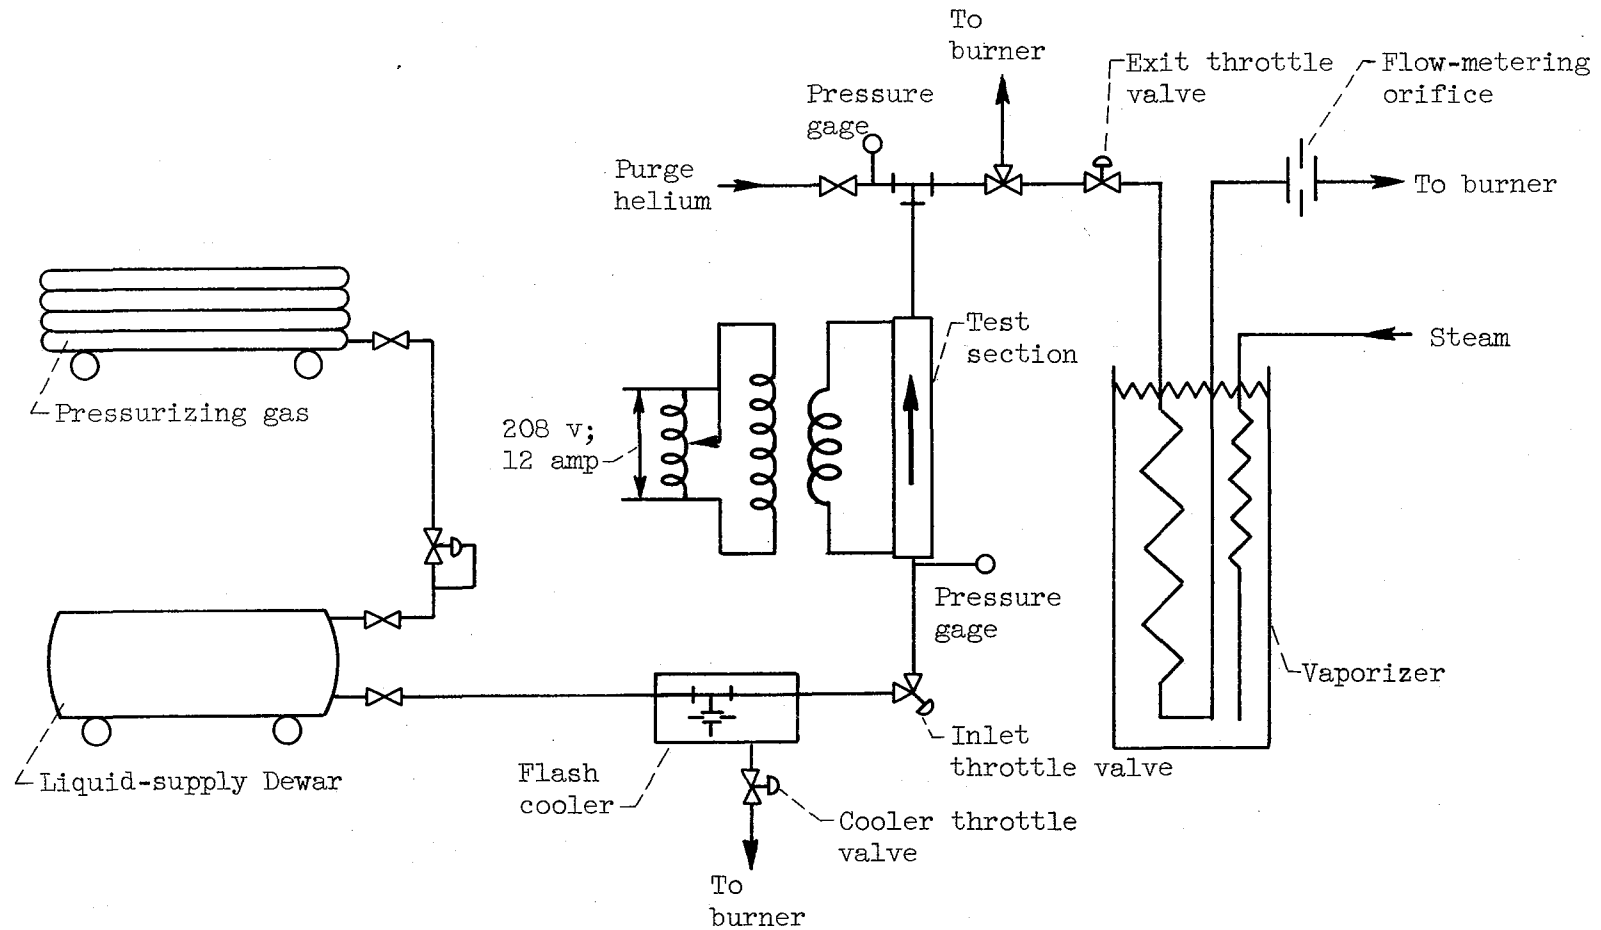 To
burner
Exit throttle
valve
Flow-metering
orifice
Pressure
gage
Purge
helium
To burner
Test
section
Steam
Pressurizing gas
208 v;
12 amp
Pressure
gage
Vaporizer
Inlet
throttle valve
Liquid-supply Dewar
Flash
cooler
Cooler throttle
valve
To
burner